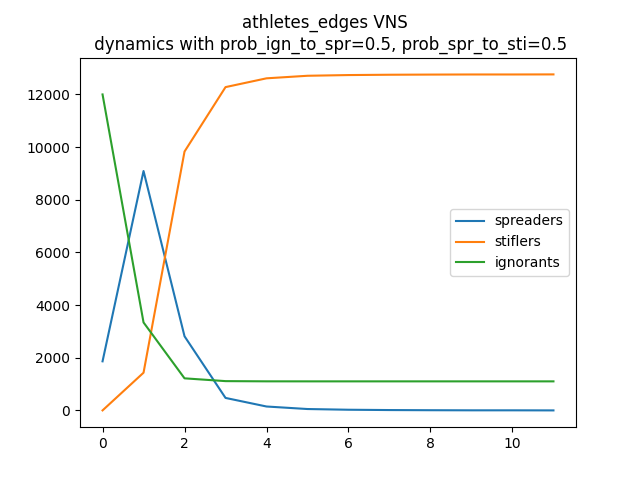 athletes_edges VNS
dynamics with prob_ign_to_spr=0.5, prob_spr_to_sti=0.5
12000
10000
8000
6000
4000
2000
0
spreaders
stiflers
ignorants
0 2 4 6 8 10